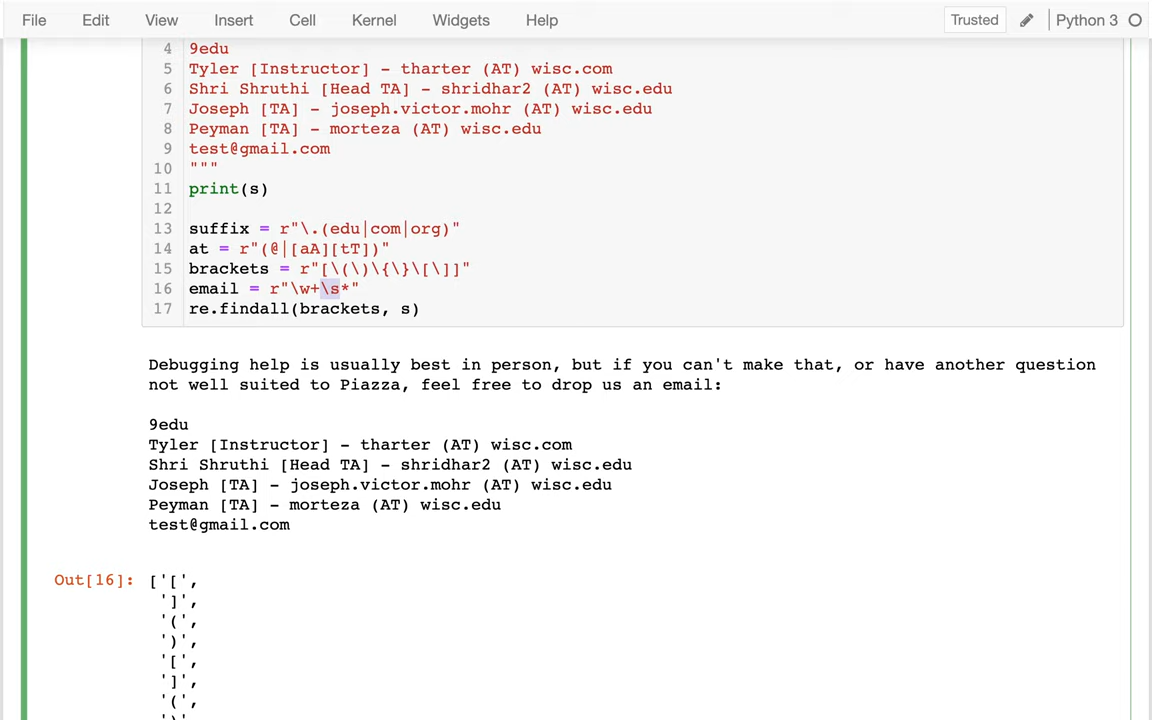 File Edit View Insert Cell Kernel Widgets Help Trusted Python 3
4 9edu
5 Tyler [Instructor] - tharter (AT) wisc.com
6 Shri Shruthi [Head TA] - shridhar2 (AT) wisc.edu
7 Joseph [TA] - joseph.victor.mohr (AT) wisc.edu
8 Peyman [TA] - morteza (AT) wisc.edu
9 test@gmail.com
10 """
11 print(s)
12
13 suffix = r"\.(edu|com|org)"
14 at = r"(@|[aA][tT])"
15 brackets = r"[\(\)\{\}\[\]]"
16 email = r"\w+\s*"
17 re.findall(brackets, s)
Debugging help is usually best in person, but if you can't make that, or have another question
not well suited to Piazza, feel free to drop us an email:
9edu
Tyler [Instructor] - tharter (AT) wisc.com
Shri Shruthi [Head TA] - shridhar2 (AT) wisc.edu
Joseph [TA] - joseph.victor.mohr (AT) wisc.edu
Peyman [TA] - morteza (AT) wisc.edu
test@gmail.com
Out[16]: ['[',
']',
'(',
')',
'[',
']',
'(',
')'